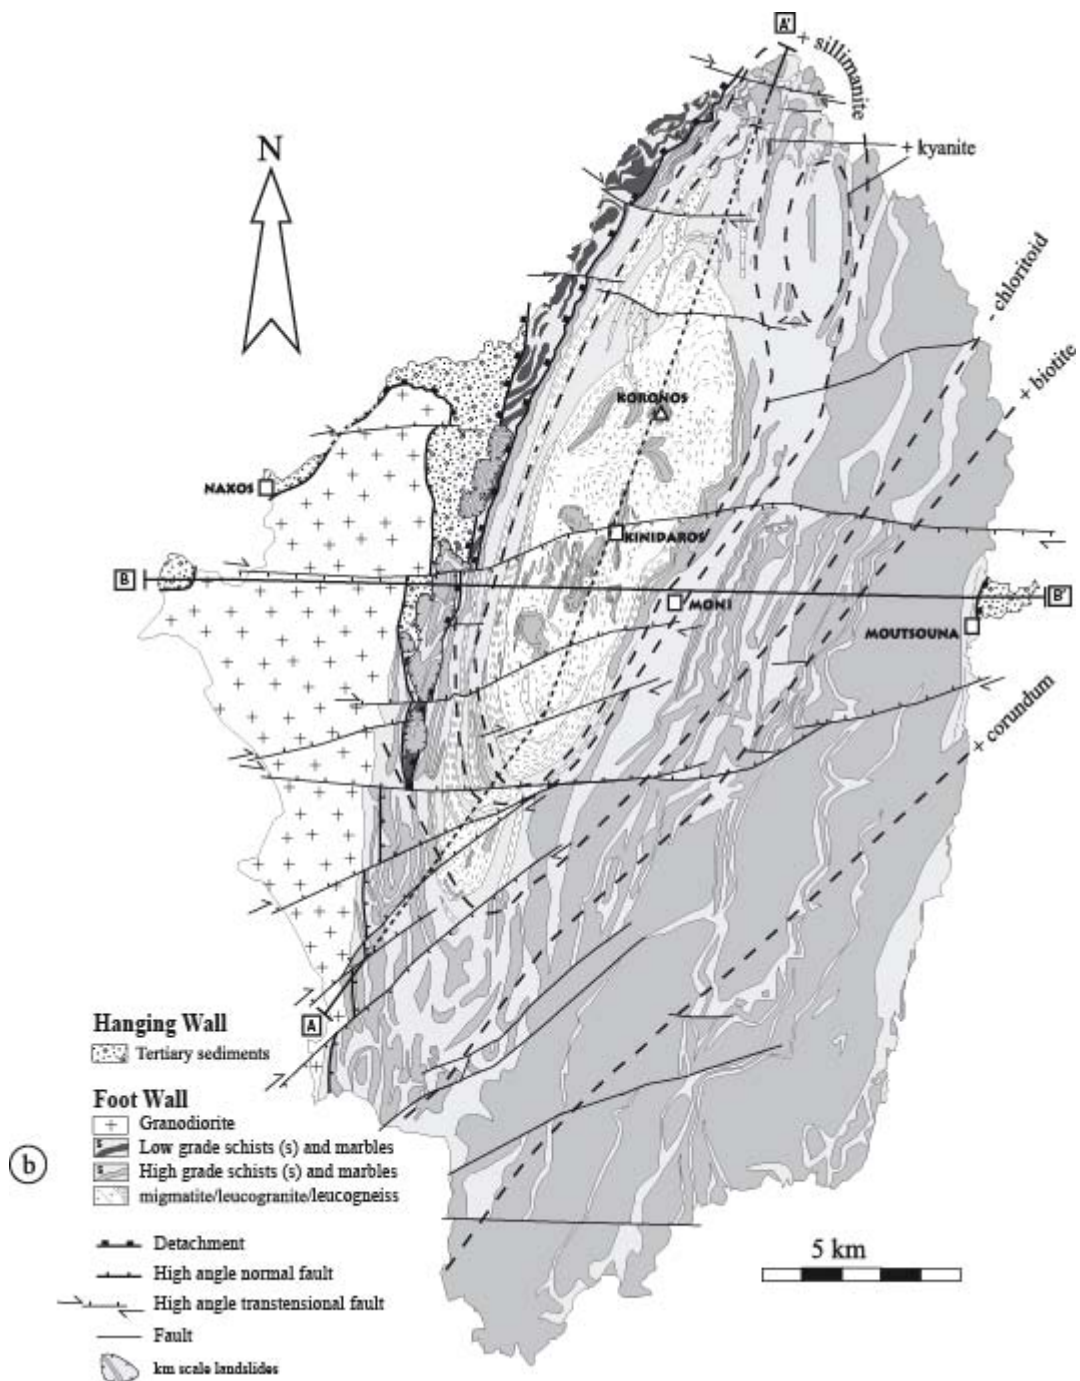 A'
+ sillimanite
N
+ kyanite
- chloritoid
+ biotite
KORONOS
NAXOS
KINIDAROS
B
B'
MONI
MOUTSOUNA
+ corundum
A
Hanging Wall
Tertiary sediments
Foot Wall
+ Granodiorite
s Low grade schists (s) and marbles
s High grade schists (s) and marbles
migmatite/leucogranite/leucogneiss
b
Detachment
High angle normal fault
High angle transtensional fault
Fault
km scale landslides
5 km